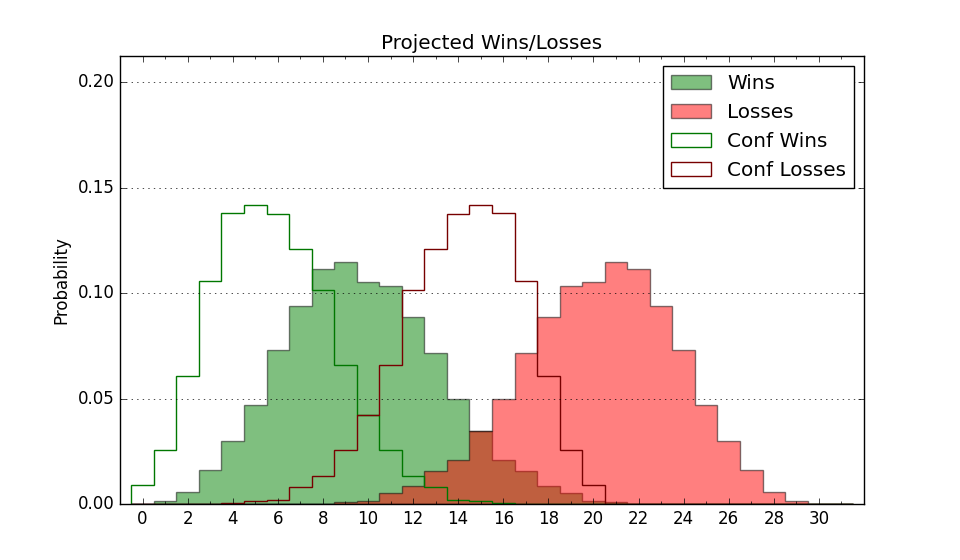 Projected Wins/Losses
Wins
Losses
Conf Wins
Conf Losses
Probability
0.20
0.15
0.10
0.05
0.00
0 2 4 6 8 10 12 14 16 18 20 22 24 26 28 30